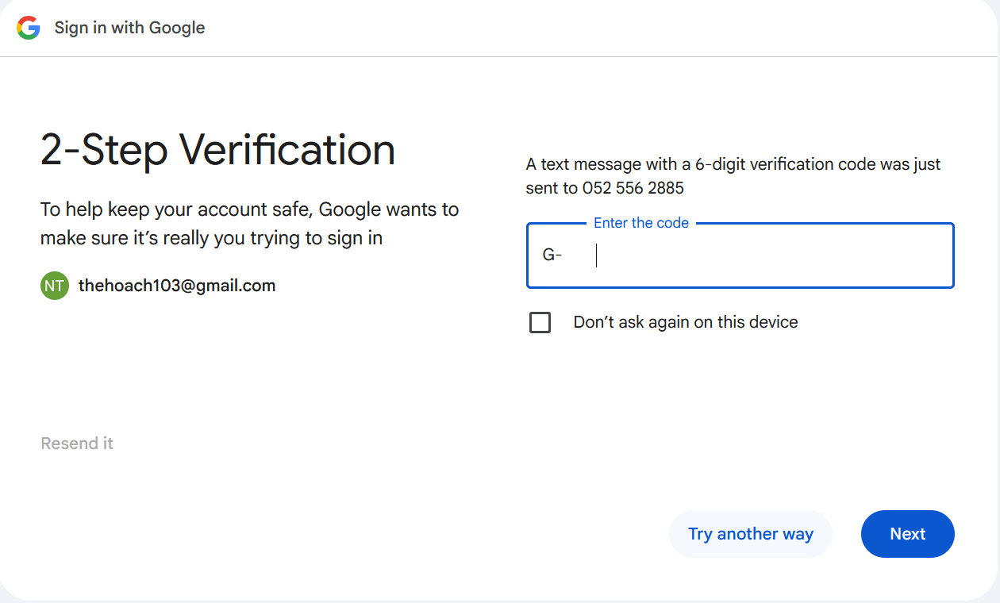 Sign in with Google
2-Step Verification
To help keep your account safe, Google wants to
make sure it’s really you trying to sign in
NT thehoach103@gmail.com
A text message with a 6-digit verification code was just
sent to 052 556 2885
Enter the code
G-
Don’t ask again on this device
Resend it
Try another way
Next